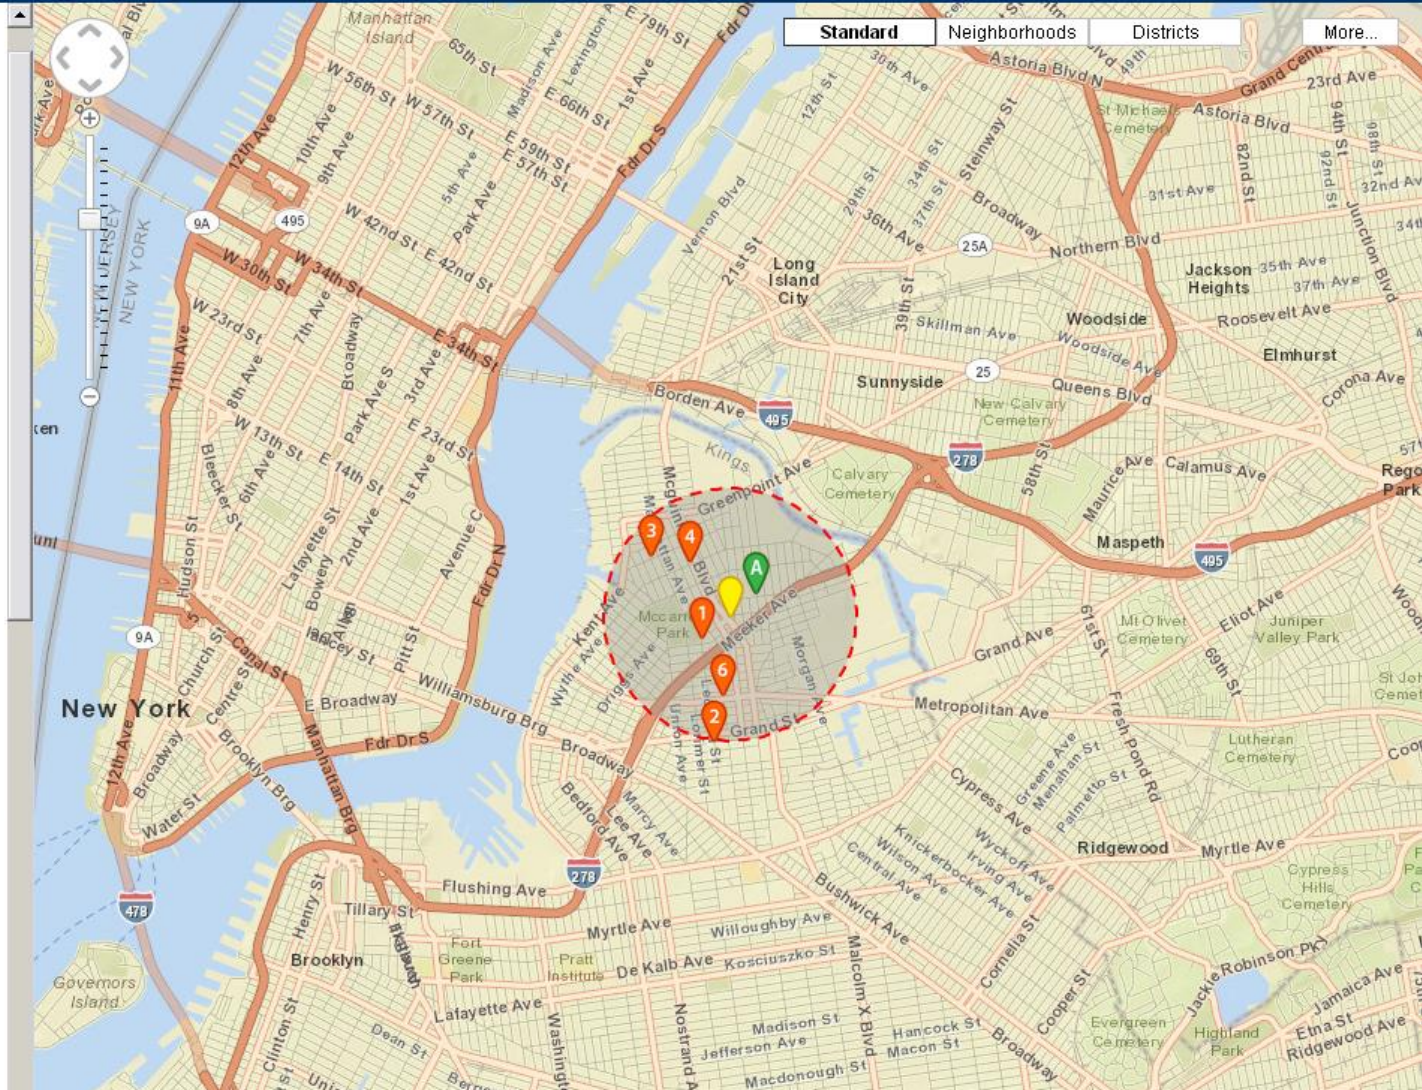 Standard
Neighborhoods
Districts
More...
Manhattan
Island
E 79th St
65th St
Madison Ave
Lexington A
1st Ave
Fdr Dr
W 56th St
W 57th St
E 66th St
E 59th St
E 57th St
Fdr Dr S
12th Ave
10th Ave
9th Ave
5th Ave
Park Ave
9A
495
W 42nd St
E 42nd St
W 34th St
W 30th St
NEW JERSEY
NEW YORK
W 23rd St
7th Ave
Broadway
E 34th St
11th Ave
8th Ave
Park Ave S
3rd Ave
W 13th St
E 14th St
E 23rd St
Bleecker St
6th Ave
1st Ave
Avenue C
Hudson St
Lafayette St
Bowery
2nd Ave
Fdr Dr N
9A
Canal St
Church St
Centre St
Pitt St
E Broadway
Williamsburg Brg
New York
12th Ave
Broadway
Water St
Brooklyn Brg
Manhattan Brg
Fdr Dr S
478
Governors
Island
Astoria Blvd N
49th
Grand Central
23rd Ave
30th Ave
12th St
St Michaels
Cemetery
Astoria Blvd
94th St
98th St
Steinway St
34th St
37th St
29th St
82nd St
92nd St
31st Ave
32nd Av
Vernon Blvd
36th Ave
Broadway
25A
Northern Blvd
Junction Blvd
34t
21st St
Long
Island
City
39th St
Jackson
Heights
35th Ave
37th Ave
Skillman Ave
Woodside
Woodside Ave
Roosevelt Ave
Elmhurst
Sunnyside
25
Queens Blvd
Corona Ave
Borden Ave
495
New Calvary
Cemetery
278
58th St
Kings
Calvary
Cemetery
Maurice Ave
Calamus Ave
Rego
Park
Greenpoint Ave
Maspeth
495
3
4
A
1
6
2
Kent Ave
Wythe Ave
Driggs Ave
Park
Meeker Ave
Morgan Ave
Grand St
Union Ave
Lorimer St
Grand Ave
61st St
Mt Olivet
Cemetery
Eliot Ave
Juniper
Valley Park
69th St
Metropolitan Ave
Fresh Pond Rd
Lutheran
Cemetery
Greene Ave
Menahan St
Palmetto St
Cypress Ave
Broadway
Marcy Ave
Lee Ave
Bedford Ave
278
Flushing Ave
Tillary St
Henry St
Brooklyn
Fort
Greene
Park
Pratt
Institute
Myrtle Ave
Willoughby Ave
De Kalb Ave
Kosciuszko St
Lafayette Ave
Clinton St
Dean St
Nostrand A
Madison St
Jefferson Ave
Macdonough St
Malcolm X Blvd
Hancock St
Macon St
Bushwick Ave
Knickerbocker Ave
Wilson Ave
Central Ave
Wyckoff Ave
Irving Ave
Cornelia St
Cooper St
Broadway
Ridgewood
Myrtle Ave
Cypress
Hills
Cemetery
Jackie Robinson Pky
Jamaica Ave
Etna St
Ridgewood Ave
Evergreen
Cemetery
Highland
Park